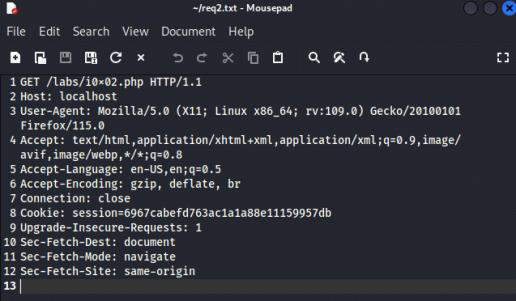 ~/req2.txt - Mousepad
File Edit Search View Document Help
1 GET /labs/i0×02.php HTTP/1.1
2 Host: localhost
3 User-Agent: Mozilla/5.0 (X11; Linux x86_64; rv:109.0) Gecko/20100101
Firefox/115.0
4 Accept: text/html,application/xhtml+xml,application/xml;q=0.9,image/
avif,image/webp,*/*;q=0.8
5 Accept-Language: en-US,en;q=0.5
6 Accept-Encoding: gzip, deflate, br
7 Connection: close
8 Cookie: session=6967cabefd763ac1a1a88e11159957db
9 Upgrade-Insecure-Requests: 1
10 Sec-Fetch-Dest: document
11 Sec-Fetch-Mode: navigate
12 Sec-Fetch-Site: same-origin
13